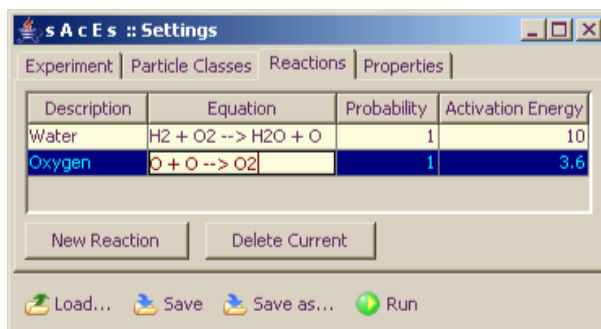 s A c E s :: Settings
Experiment Particle Classes Reactions Properties
Description Equation Probability Activation Energy
Water H2 + O2 --> H2O + O 1 10
Oxygen O + O --> O2 1 3.6
New Reaction Delete Current
Load... Save Save as... Run